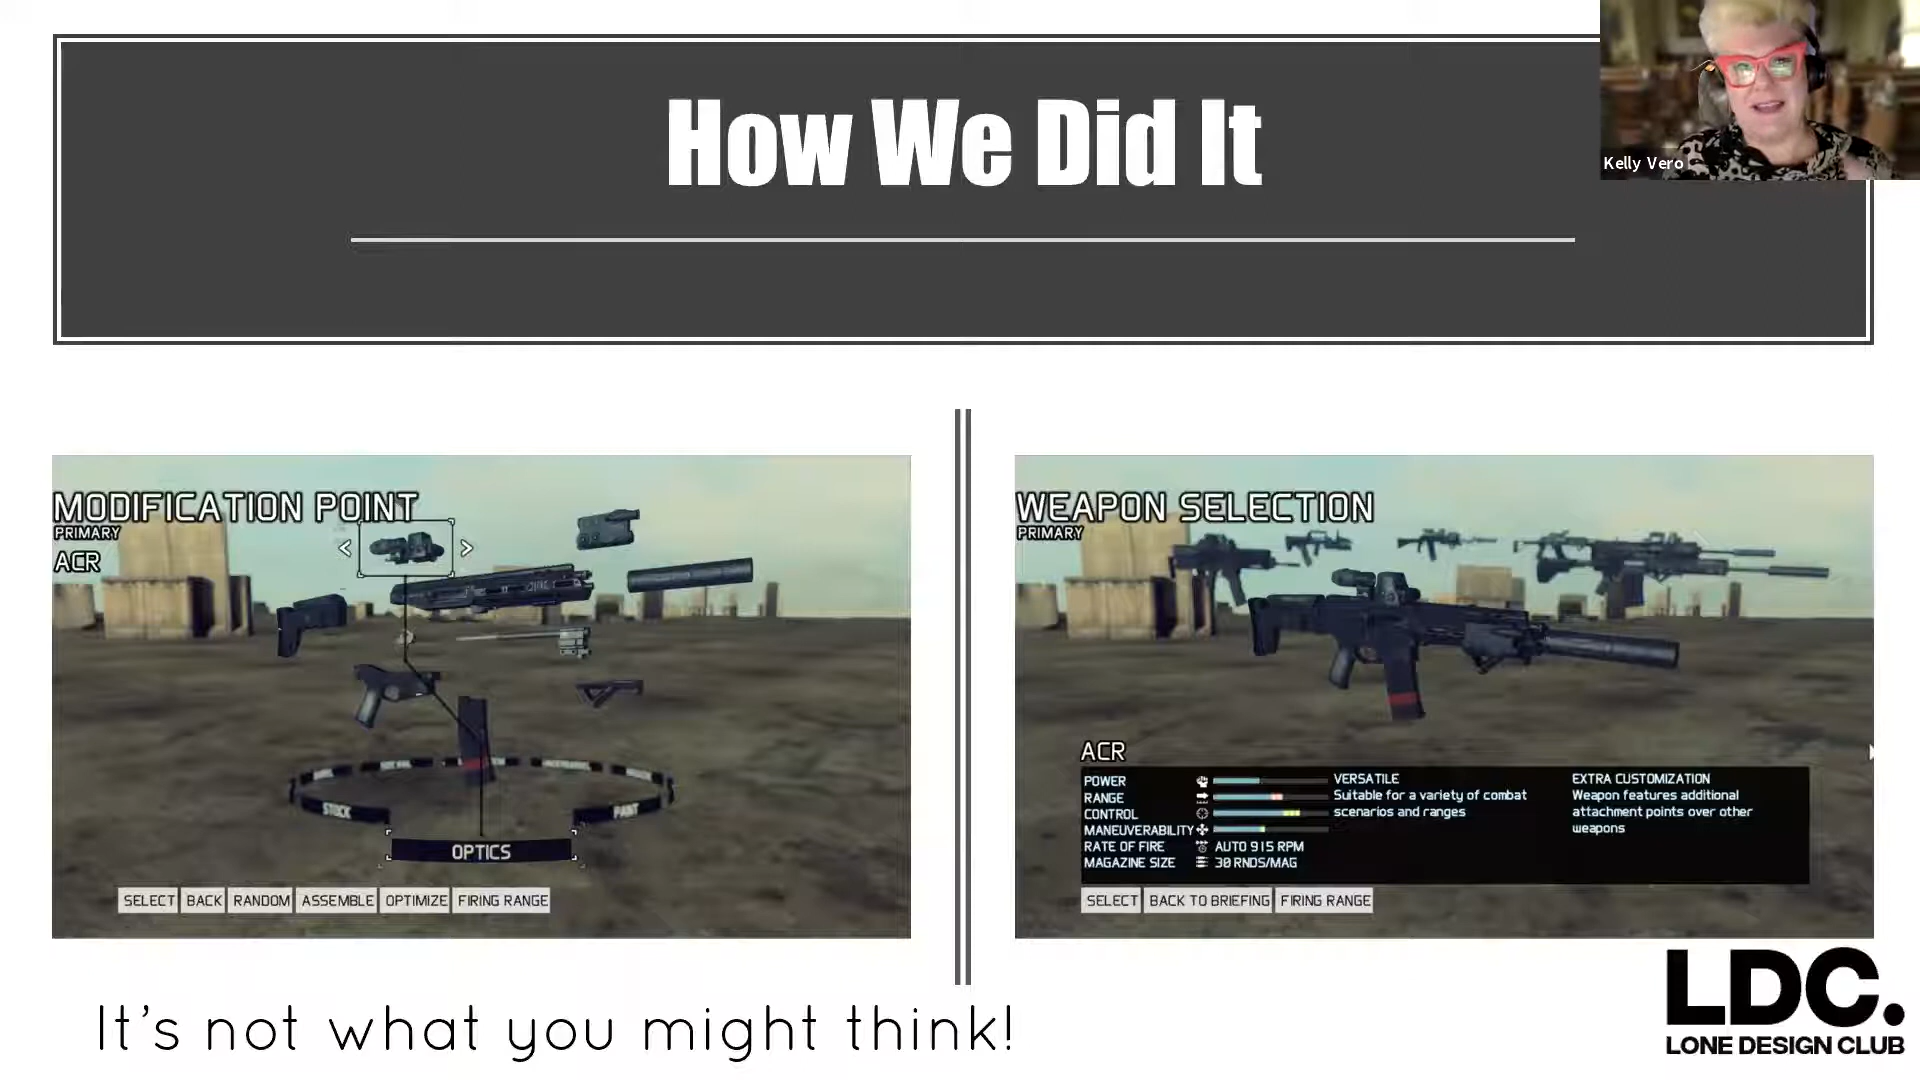 How We Did It
Kelly Vero
MODIFICATION POINT
PRIMARY
ACR
STOCK
PAINT
OPTICS
SELECT BACK RANDOM ASSEMBLE OPTIMIZE FIRING RANGE
WEAPON SELECTION
PRIMARY
ACR
POWER
RANGE
CONTROL
MANEUVERABILITY
RATE OF FIRE AUTO 915 RPM
MAGAZINE SIZE 30 RNDS/MAG
VERSATILE
Suitable for a variety of combat
scenarios and ranges
EXTRA CUSTOMIZATION
Weapon features additional
attachment points over other
weapons
SELECT BACK TO BRIEFING FIRING RANGE
It's not what you might think!
LDC.
LONE DESIGN CLUB